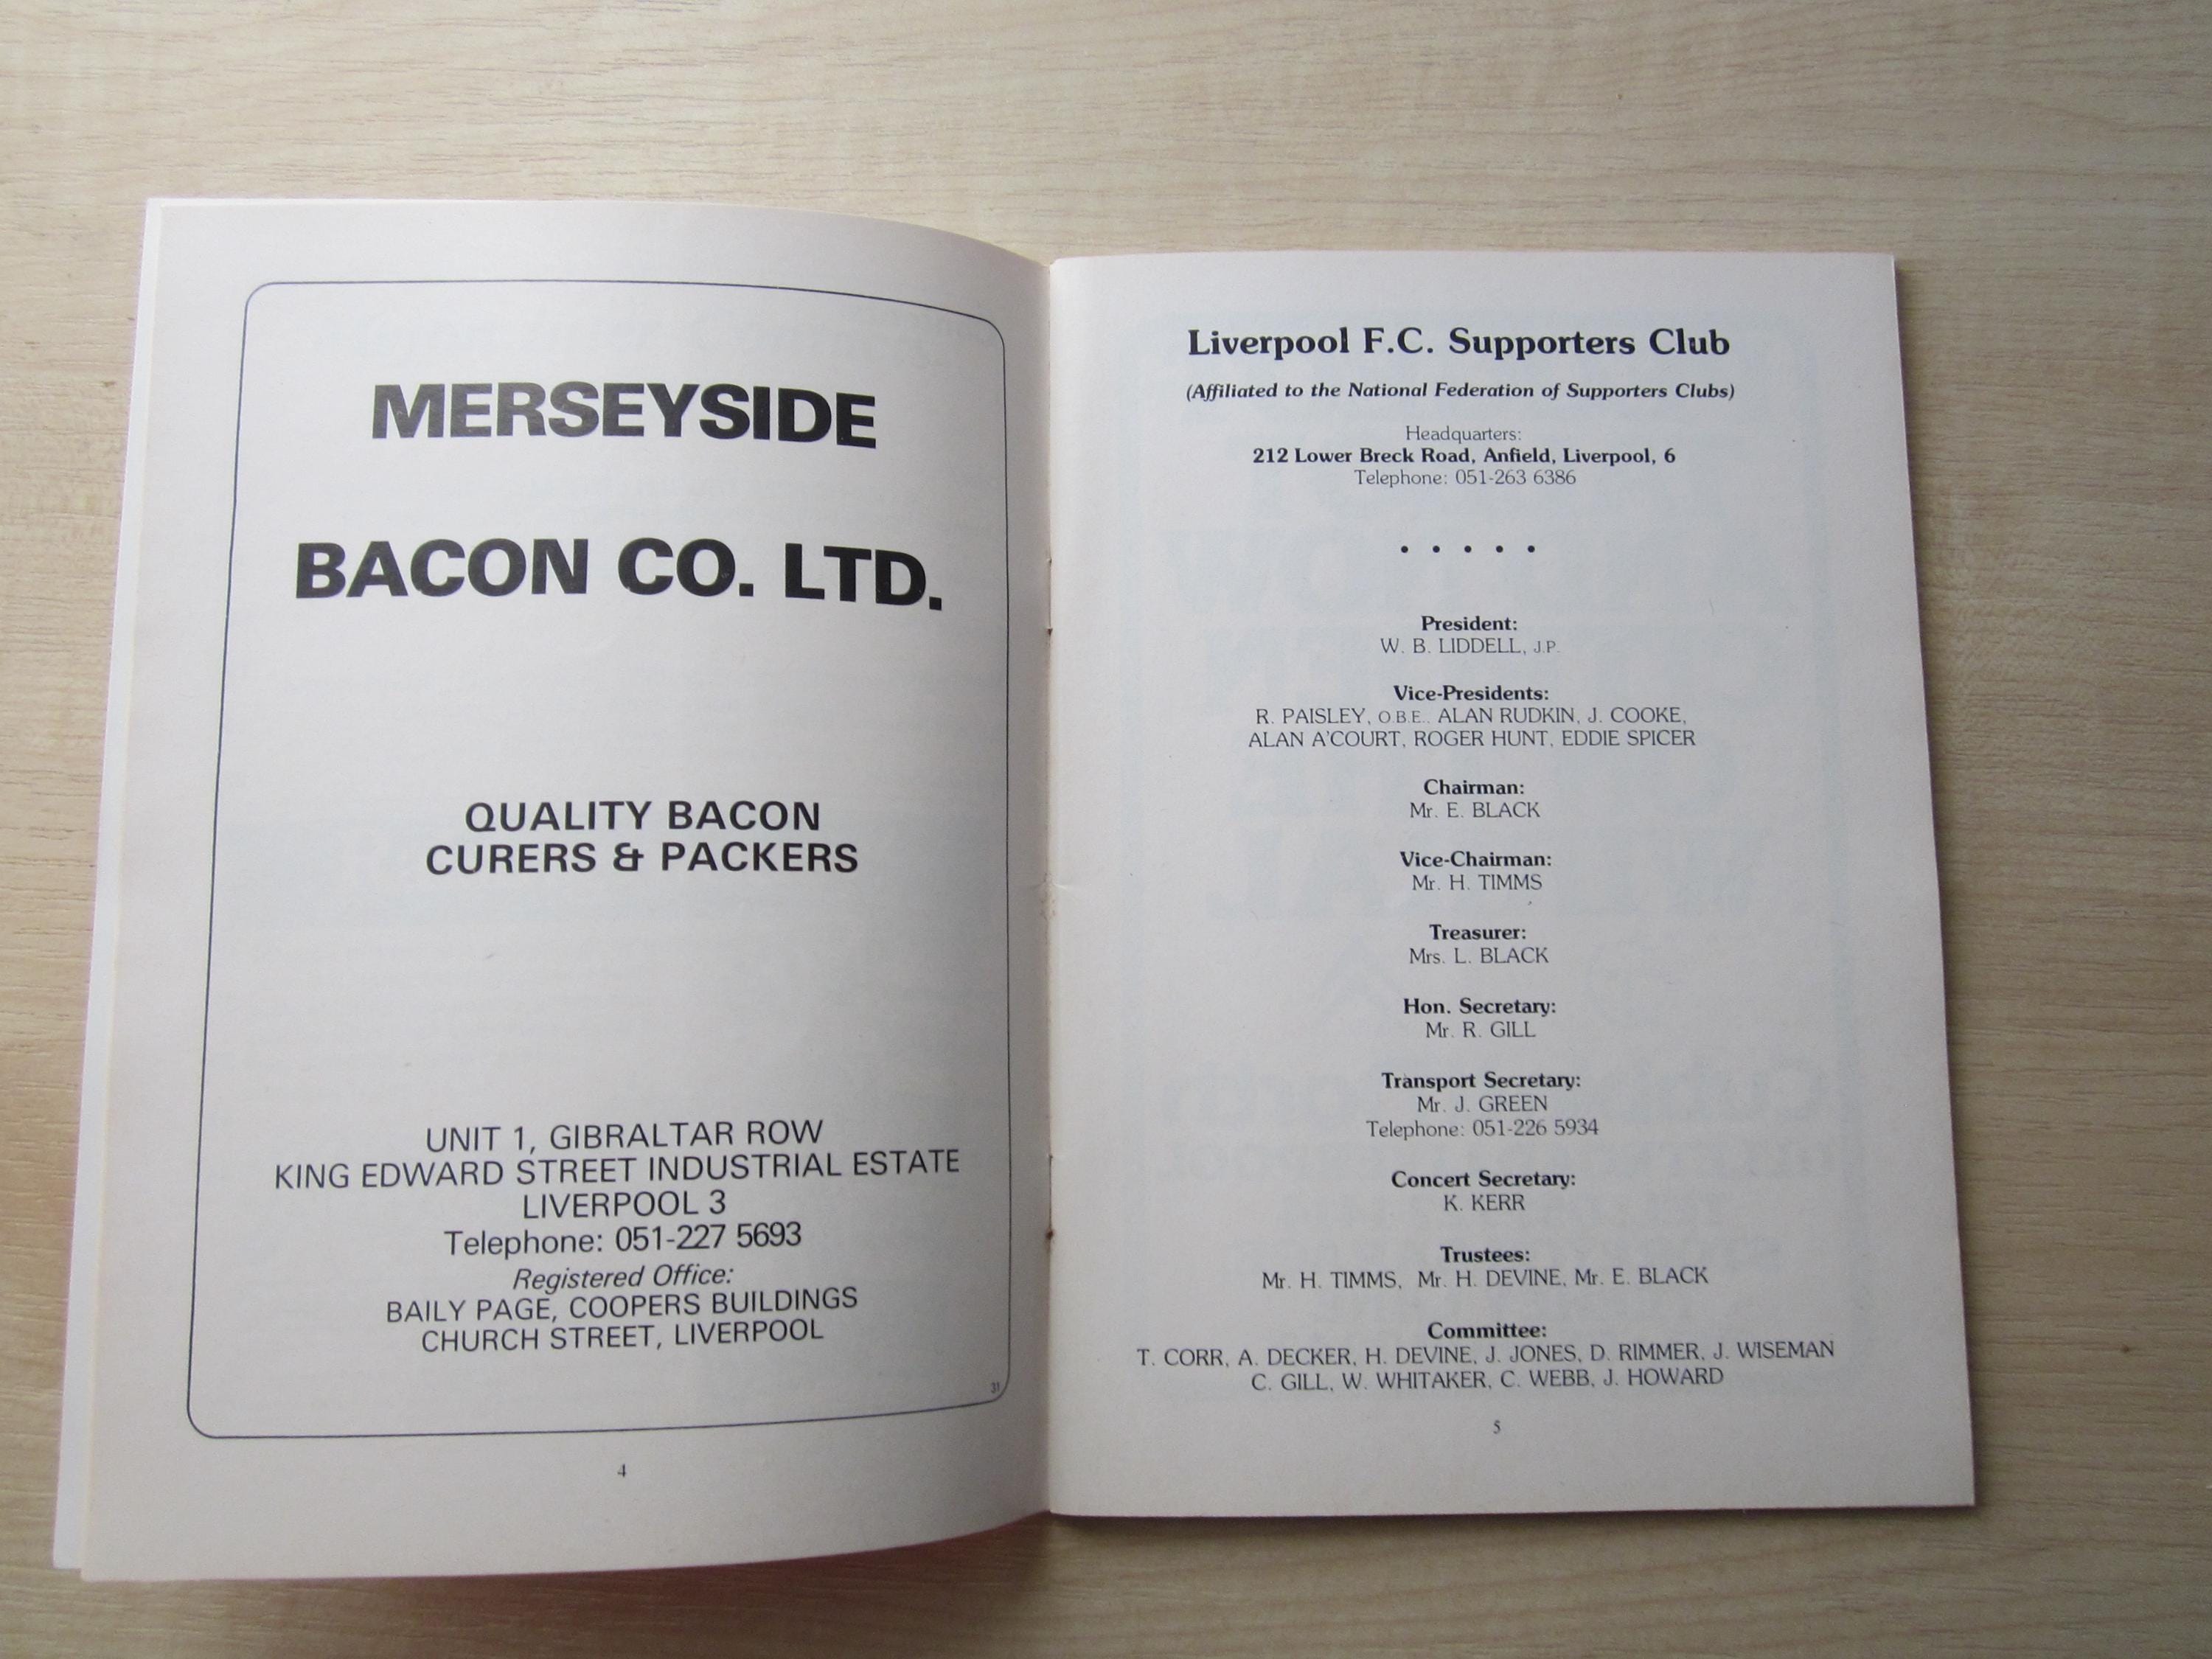 MERSEYSIDE
BACON CO. LTD.
QUALITY BACON
CURERS & PACKERS
UNIT 1, GIBRALTAR ROW
KING EDWARD STREET INDUSTRIAL ESTATE
LIVERPOOL 3
Telephone: 051-227 5693
Registered Office:
BAILY PAGE, COOPERS BUILDINGS
CHURCH STREET, LIVERPOOL
31
4
Liverpool F.C. Supporters Club
(Affiliated to the National Federation of Supporters Clubs)
Headquarters:
212 Lower Breck Road, Anfield, Liverpool, 6
Telephone: 051-263 6386
• • • • •
President:
W. B. LIDDELL, J.P.
Vice-Presidents:
R. PAISLEY, O.B.E., ALAN RUDKIN, J. COOKE,
ALAN A'COURT, ROGER HUNT, EDDIE SPICER
Chairman:
Mr. E. BLACK
Vice-Chairman:
Mr. H. TIMMS
Treasurer:
Mrs. L. BLACK
Hon. Secretary:
Mr. R. GILL
Transport Secretary:
Mr. J. GREEN
Telephone: 051-226 5934
Concert Secretary:
K. KERR
Trustees:
Mr. H. TIMMS, Mr. H. DEVINE, Mr. E. BLACK
Committee:
T. CORR, A. DECKER, H. DEVINE, J. JONES, D. RIMMER, J. WISEMAN
C. GILL, W. WHITAKER, C. WEBB, J. HOWARD
5